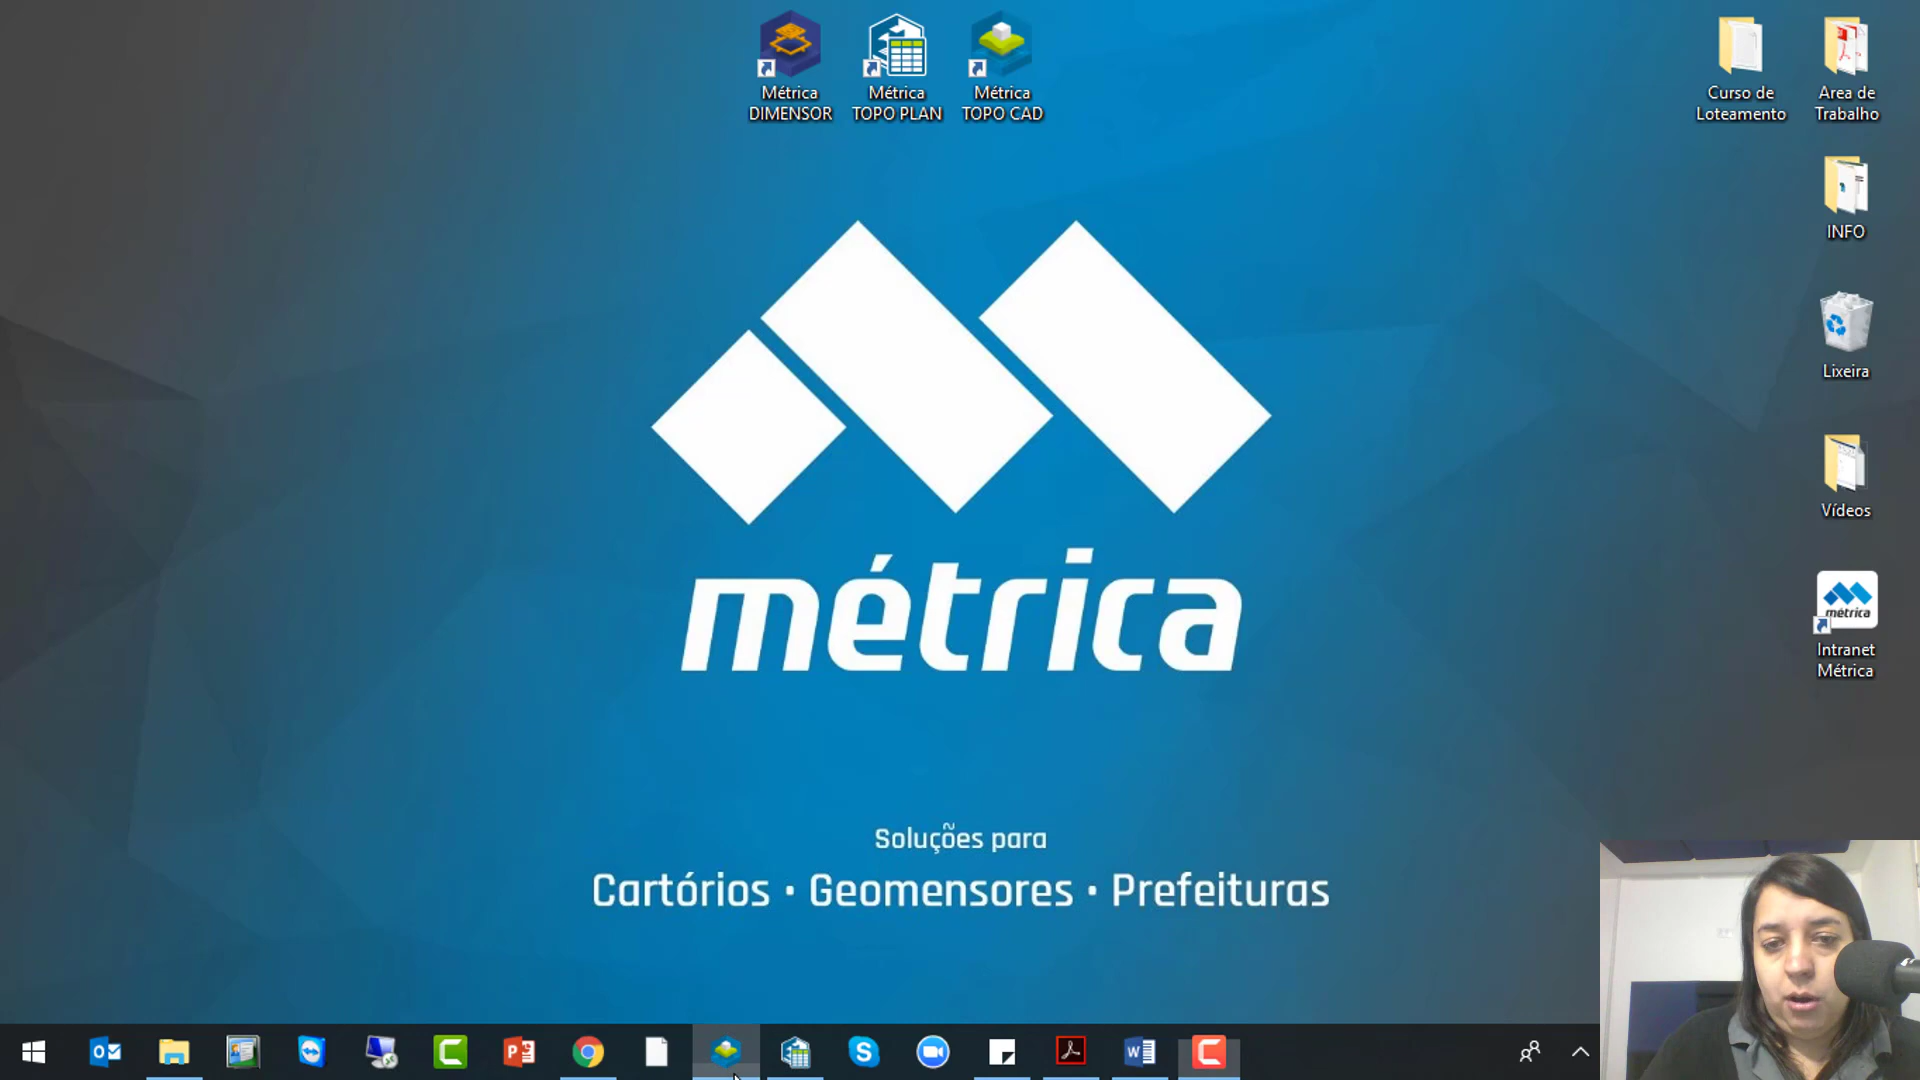 Métrica
DIMENSOR
Métrica
TOPO PLAN
Métrica
TOPO CAD
Curso de
Loteamento
Area de
Trabalho
INFO
Lixeira
Vídeos
métrica
Intranet
Métrica
métrica
Soluções para
Cartórios • Geomensores • Prefeituras